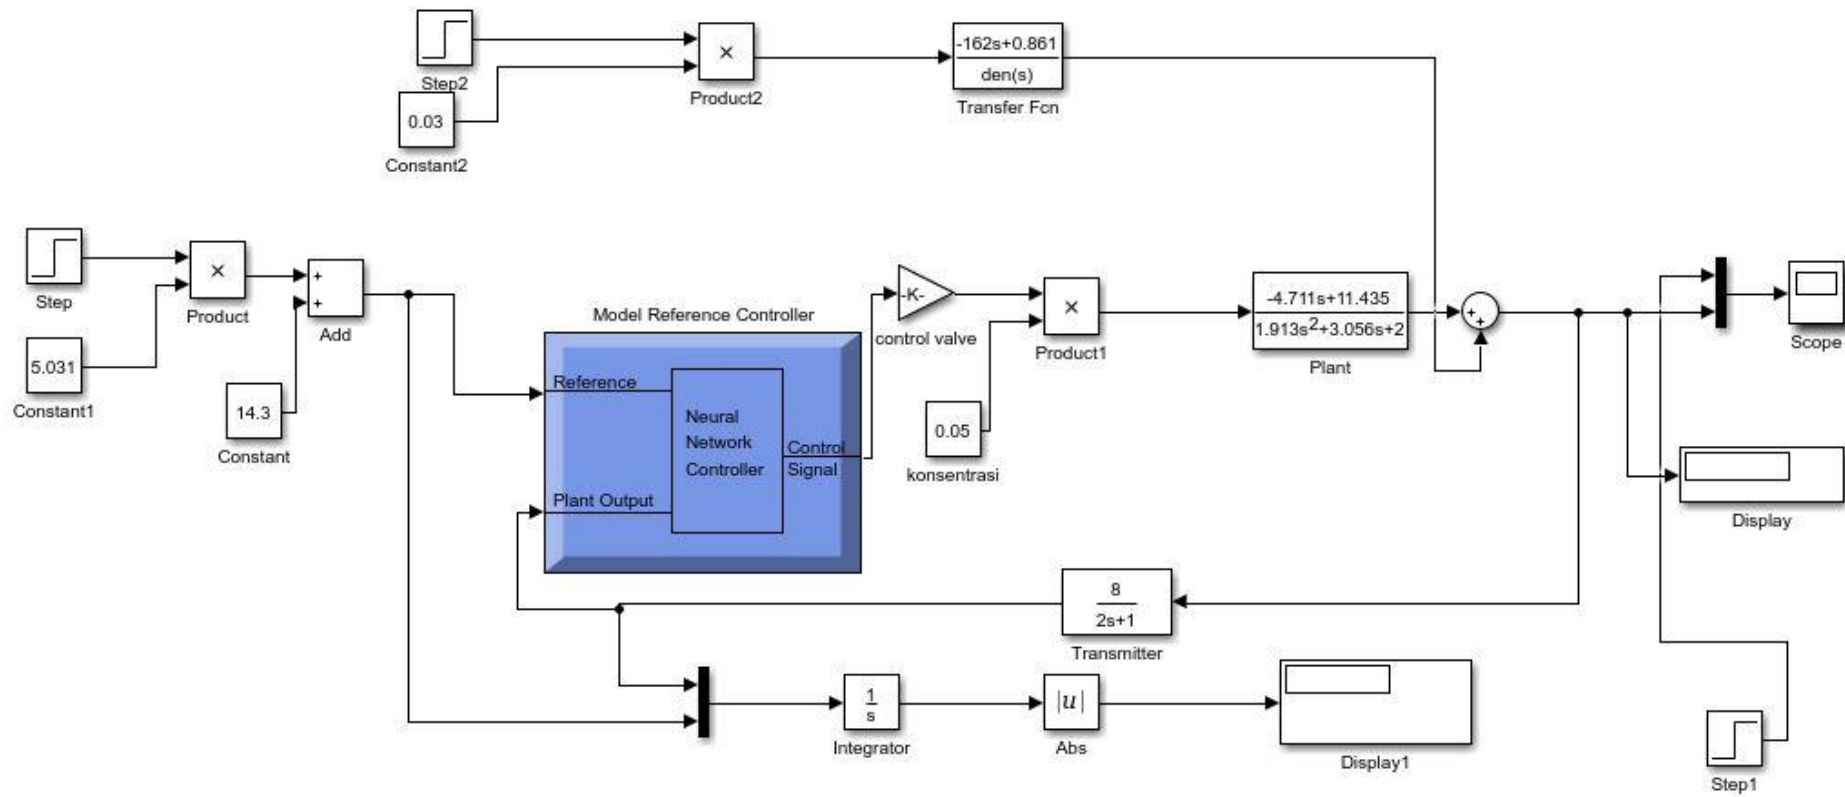 Step2
0.03
Constant2
×
Product2
-162s+0.861
den(s)
Transfer Fcn
Step
5.031
Constant1
×
Product
14.3
Constant
+
+
Add
Model Reference Controller
Reference
Plant Output
Neural
Network
Controller
Control
Signal
-K-
control valve
0.05
konsentrasi
×
Product1
-4.711s+11.435
1.913s²+3.056s+2
Plant
+
+
Scope
Display
8
2s+1
Transmitter
1
s
Integrator
|u|
Abs
Display1
Step1